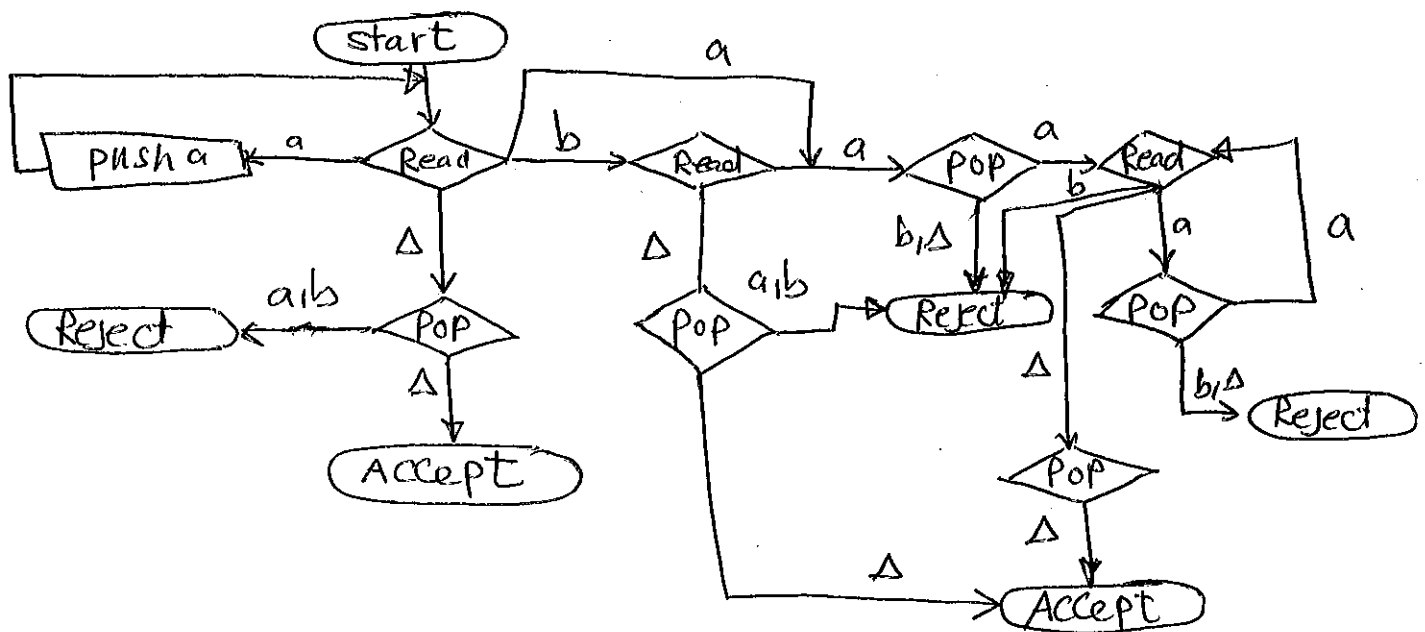 start
a
push a
a
Read
b
Read
a
POP
a
Read
b
Δ
Δ
b,Δ
a
a
Reject
a,b
POP
POP
a,b
Reject
POP
Δ
Δ
b,Δ
Reject
Accept
POP
Δ
Δ
Accept